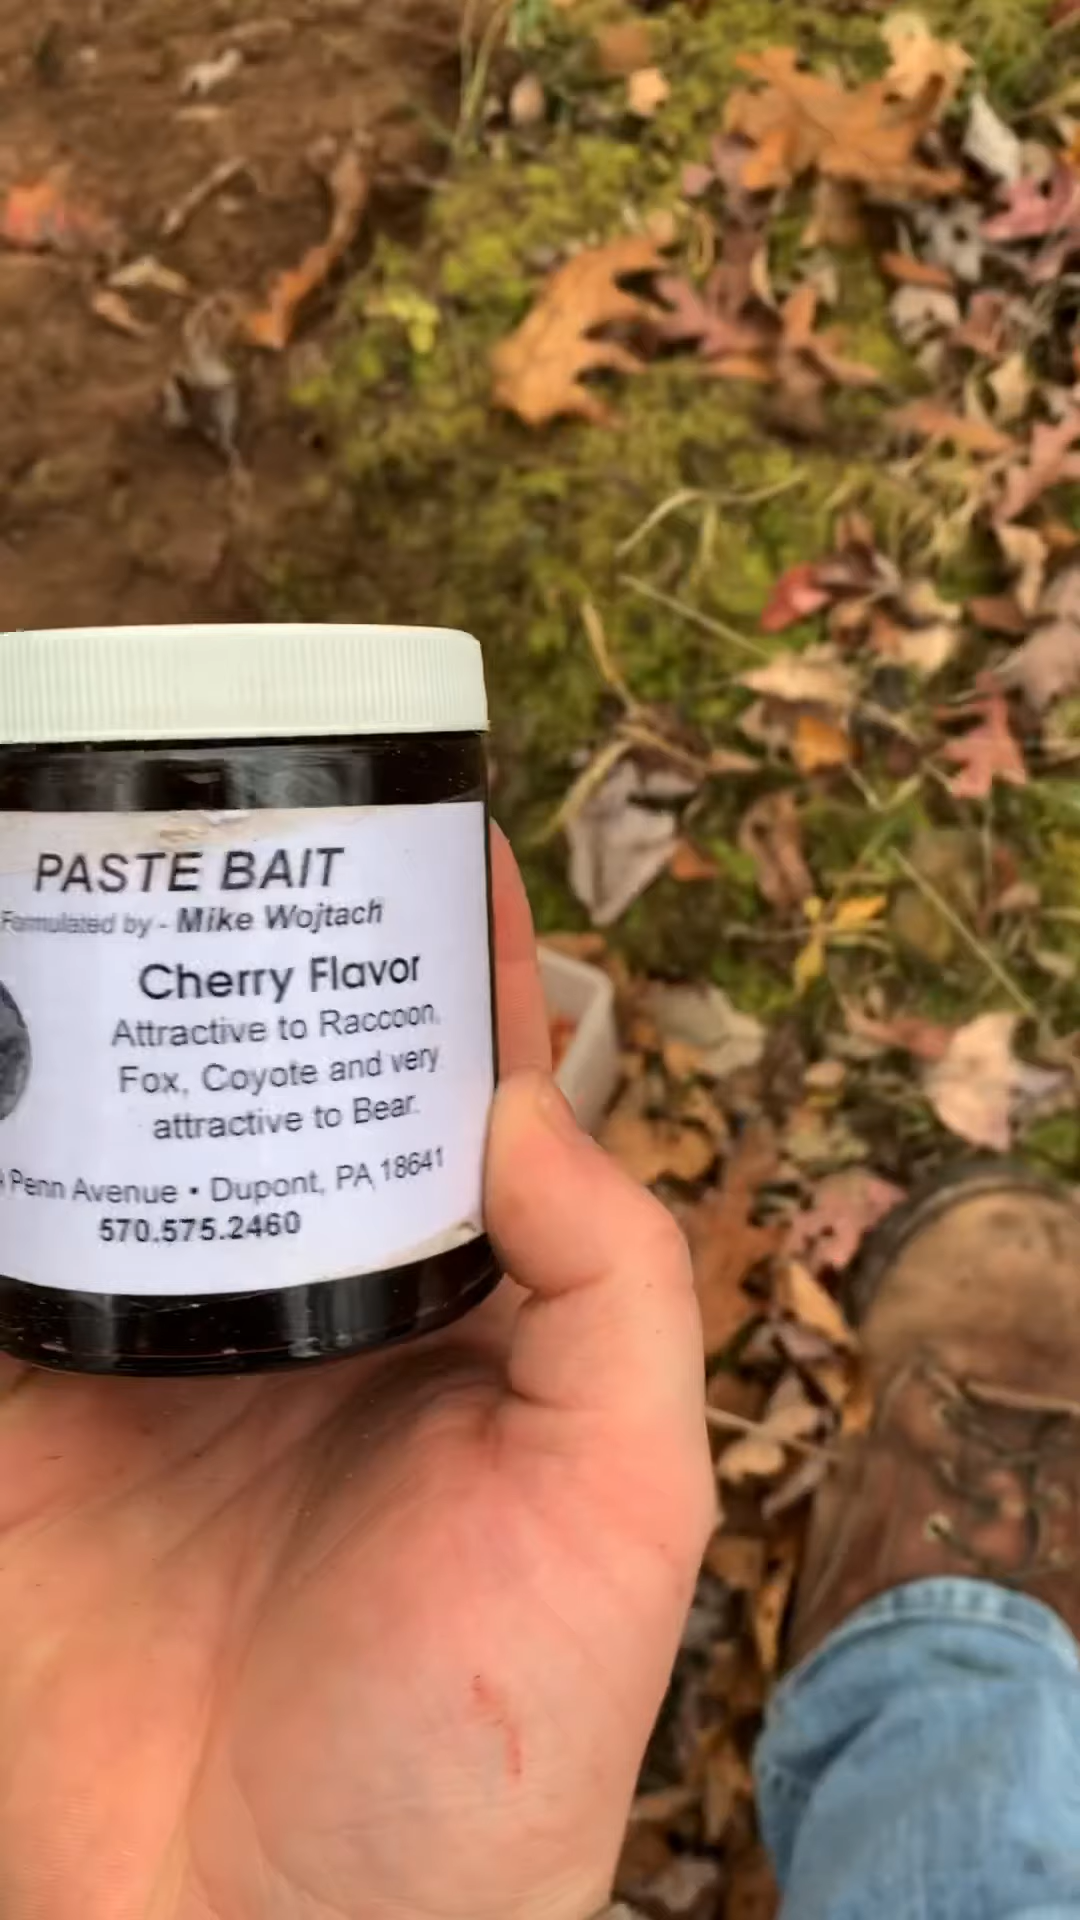 PASTE BAIT
Formulated by - Mike Wojtach
Cherry Flavor
Attractive to Raccoon,
Fox, Coyote and very
attractive to Bear.
Penn Avenue • Dupont, PA 18641
570.575.2460